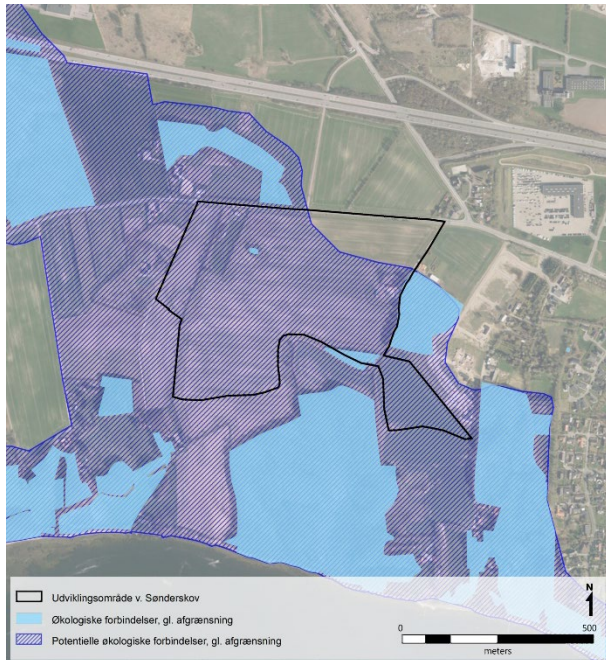 Udviklingsområde v. Sønderskov
Økologiske forbindelser, gl. afgrænsning
Potentielle økologiske forbindelser, gl. afgrænsning
N
0 500
meters